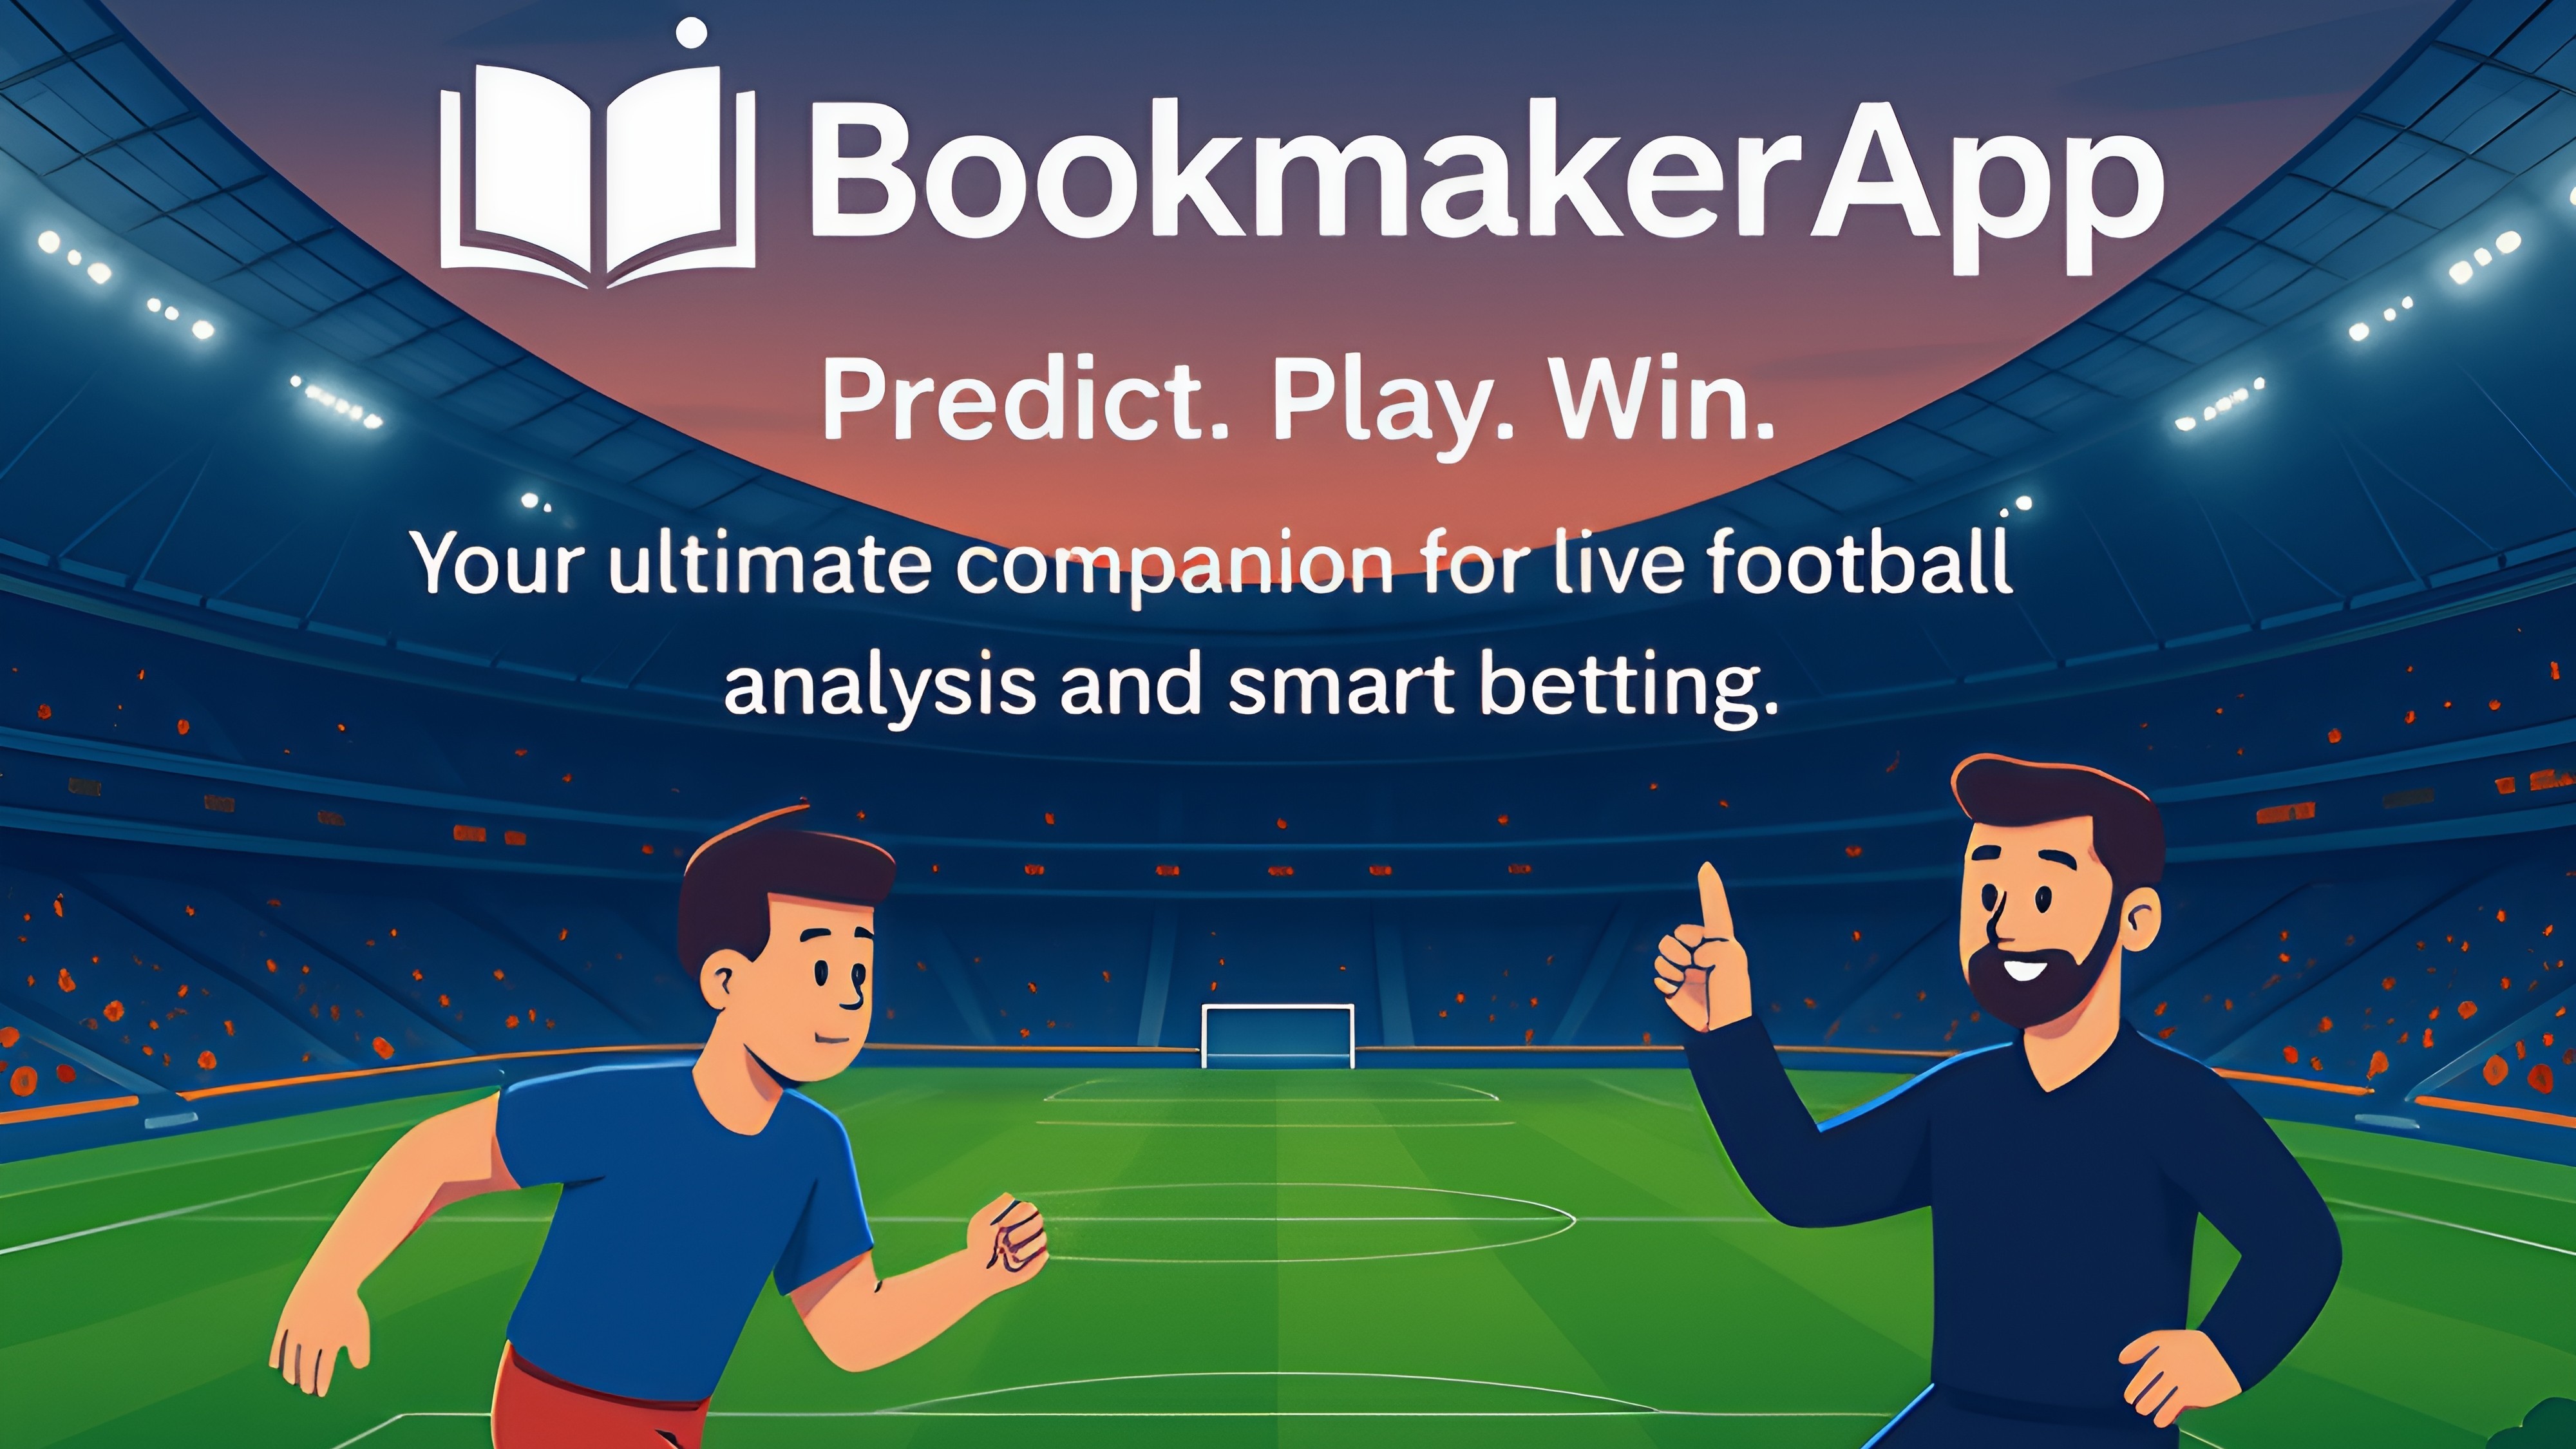 BookmakerApp
Predict. Play. Win.
Your ultimate companion for live football
analysis and smart betting.